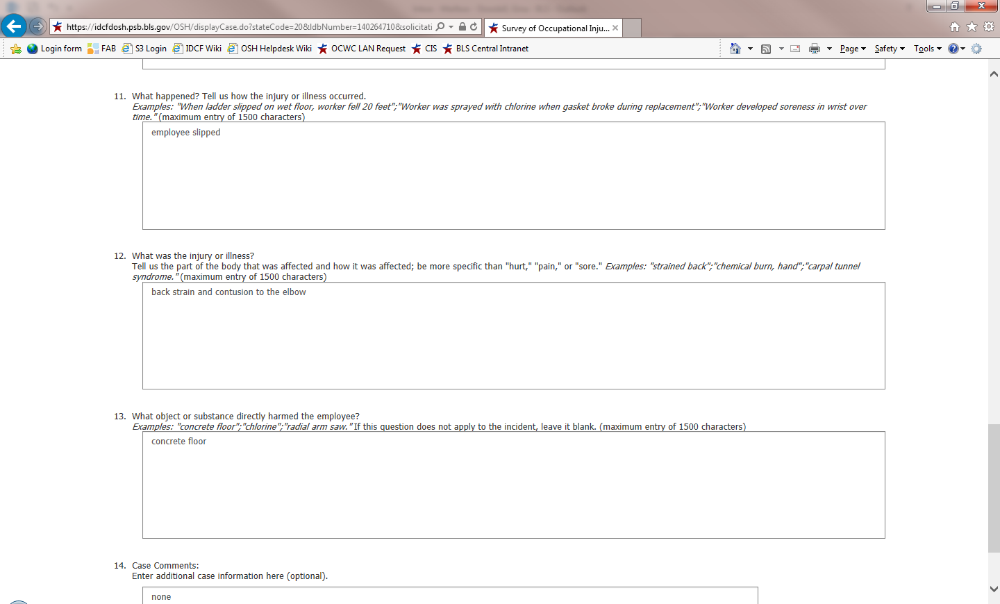 https://idcfdosh.psb.bls.gov/OSH/displayCase.do?stateCode=20&ldbNumber=140264710&solicitati
Survey of Occupational Inju...
Login form FAB S3 Login IDCF Wiki OSH Helpdesk Wiki OCWC LAN Request CIS BLS Central Intranet
Page Safety Tools
11. What happened? Tell us how the injury or illness occurred.
Examples: "When ladder slipped on wet floor, worker fell 20 feet";"Worker was sprayed with chlorine when gasket broke during replacement";"Worker developed soreness in wrist over
time." (maximum entry of 1500 characters)
employee slipped
12. What was the injury or illness?
Tell us the part of the body that was affected and how it was affected; be more specific than "hurt," "pain," or "sore." Examples: "strained back";"chemical burn, hand";"carpal tunnel
syndrome." (maximum entry of 1500 characters)
back strain and contusion to the elbow
13. What object or substance directly harmed the employee?
Examples: "concrete floor";"chlorine";"radial arm saw." If this question does not apply to the incident, leave it blank. (maximum entry of 1500 characters)
concrete floor
14. Case Comments:
Enter additional case information here (optional).
none